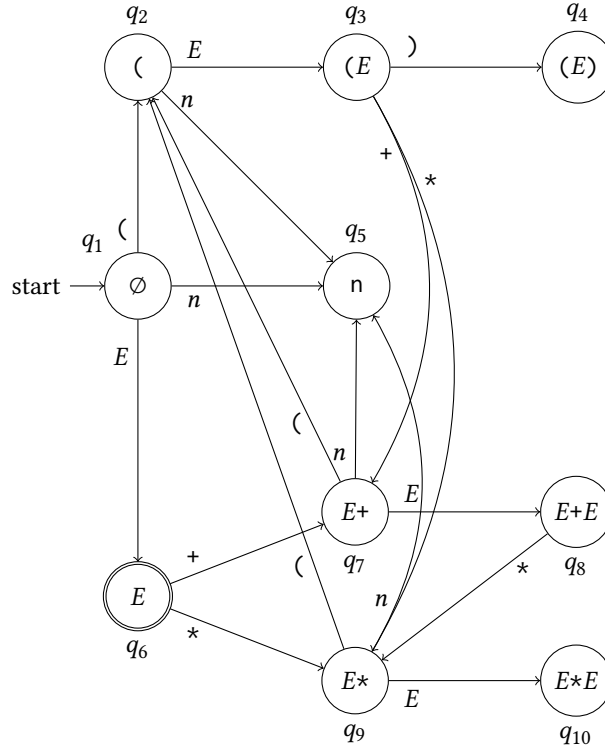 q2 q3 q4
( E (E ) (E)
n
+ *
q1 ( q5
start ∅ n n
E
(
n E+ E E+E
+ q7 q8
( *
E n
q6 * E* E E*E
q9 q10